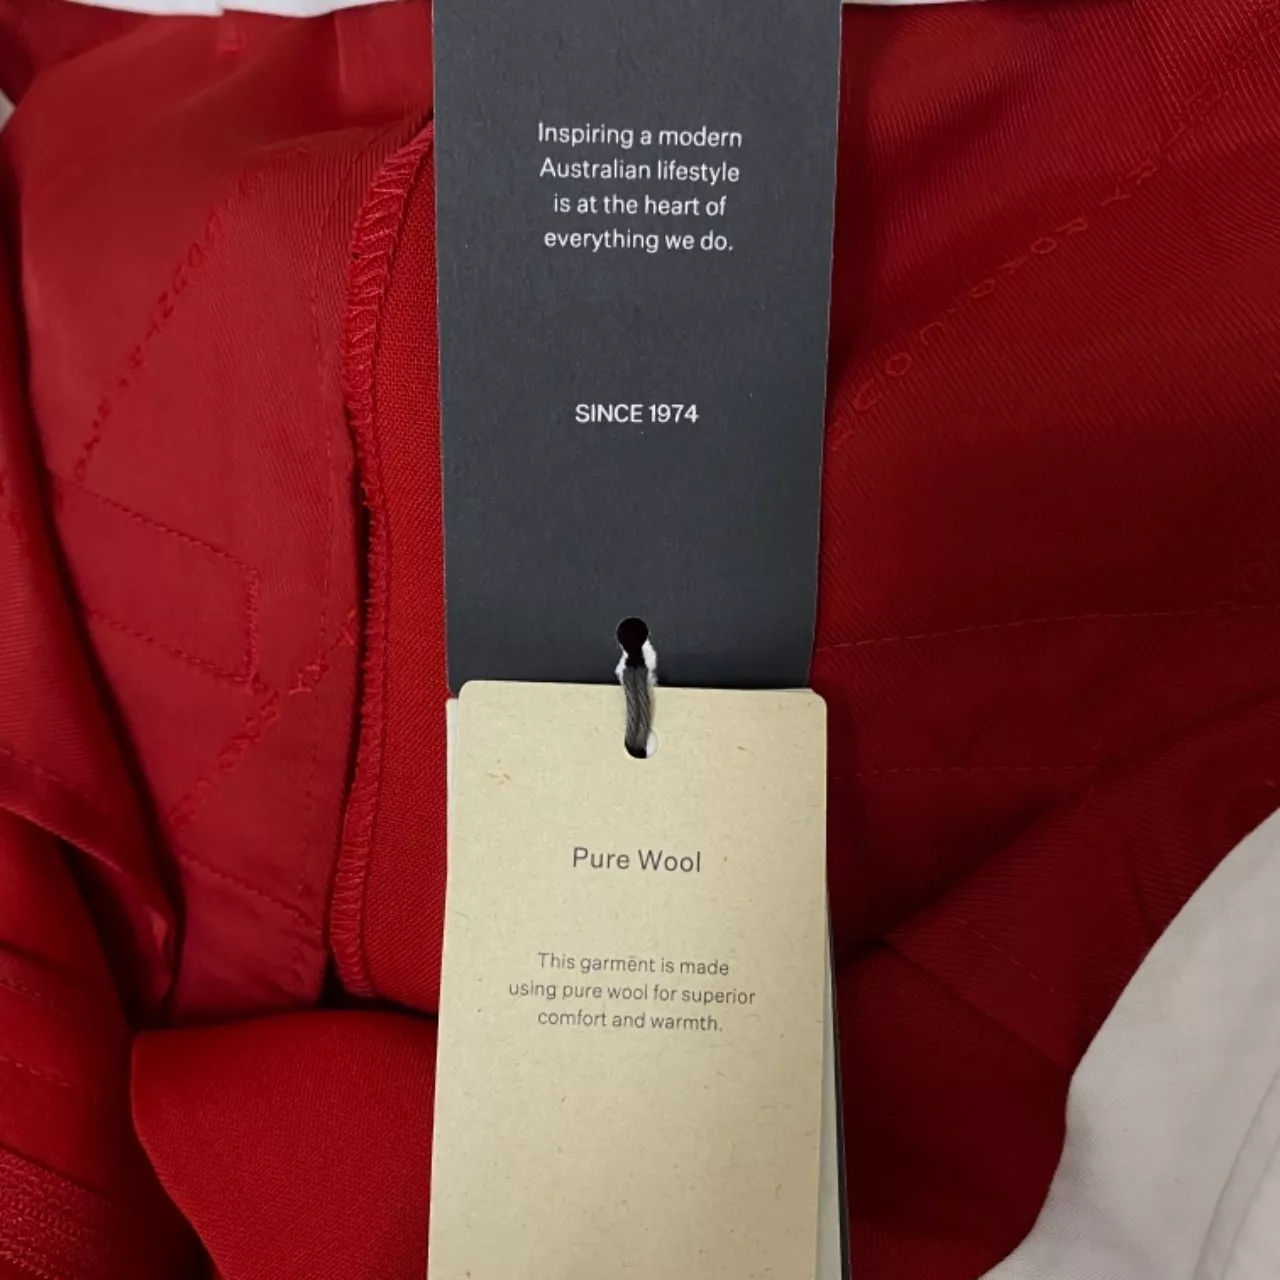 Inspiring a modern
Australian lifestyle
is at the heart of
everything we do.
SINCE 1974
Pure Wool
This garment is made
using pure wool for superior
comfort and warmth.